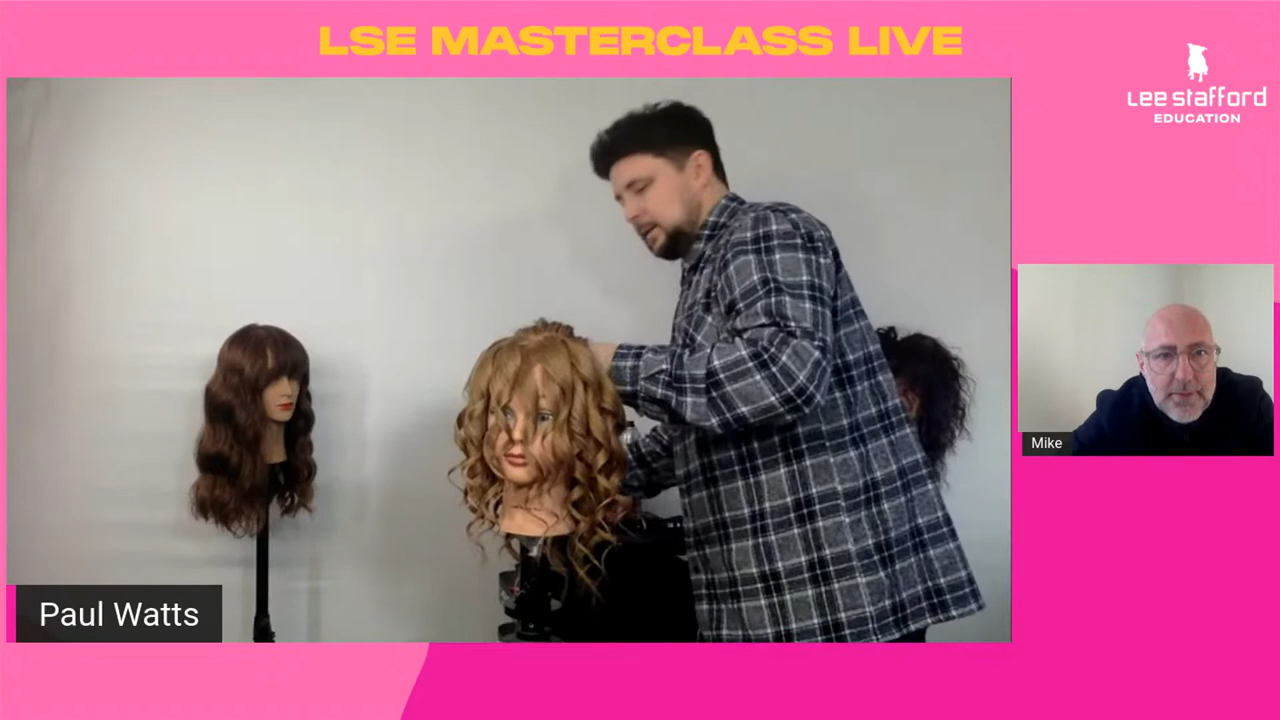 LSE MASTERCLASS LIVE
Lee stafford
EDUCATION
Mike
Paul Watts